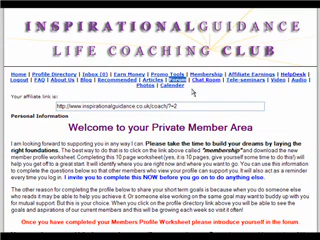 INSPIRATIONALGUIDANCE
LIFE COACHING CLUB
Home | Profile Directory | Inbox (0) | Earn Money | Promo Tools | Membership | Affiliate Earnings | HelpDesk |
Logout | FAQ | About Us | Blog | Recommended | Articles | Forum | Chat Room | Tele-seminars | Video | Audio |
Photos | Calender
Your affiliate link is:
http://www.inspirationalguidance.co.uk/coach/?=2
Personal Information
Welcome to your Private Member Area
I am looking forward to supporting you in any way I can. Please take the time to build your dreams by laying the
right foundations. The best way to do that is to click on the link above called "membership" and download the new
member profile worksheet. Completing this 10 page worksheet (yes, it is 10 pages, give yourself some time to do this!) will
help you get off to a great start. It will identify where you are right now and where you want to go. You can use this information to
complete the questions below so that other members who view your profile can support you. It will also act as a reminder
every time you log in. I invite you to complete this NOW before you go on to do anything else.
The other reason for completing the profile below to share your short term goals is because when you do someone else
who reads it may be able to help you achieve it. Or someone else working on the same goal may want to buddy up with you
for mutual support. But this is your choice. When you click on the profile directory link above you will be able to see the
goals and aspirations of our current members and this will be growing each week so visit it often!
Once you have completed your Members Profile Worksheet please introduce yourself in the forum.